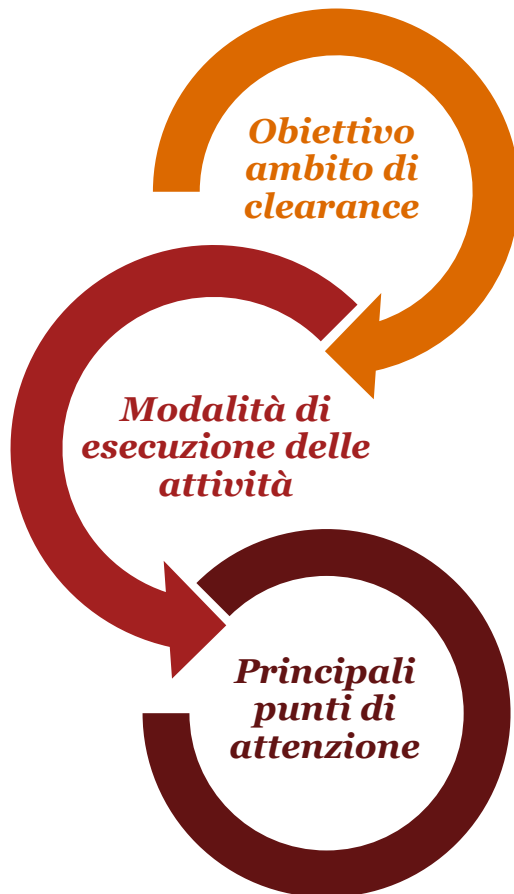 Obiettivo
ambito di
clearance
Modalità di
esecuzione delle
attività
Principali
punti di
attenzione